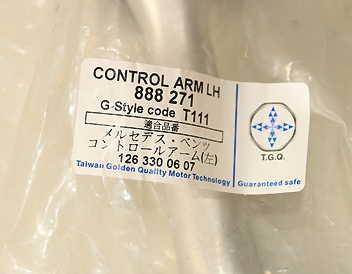 CONTROL ARM LH
888 271
G-Style code T111
適合品番
メルセデス・ベンツ
コントロールアーム(左)
126 330 06 07
Taiwan Golden Quality Motor Technology
T.G.Q.
Guaranteed safe